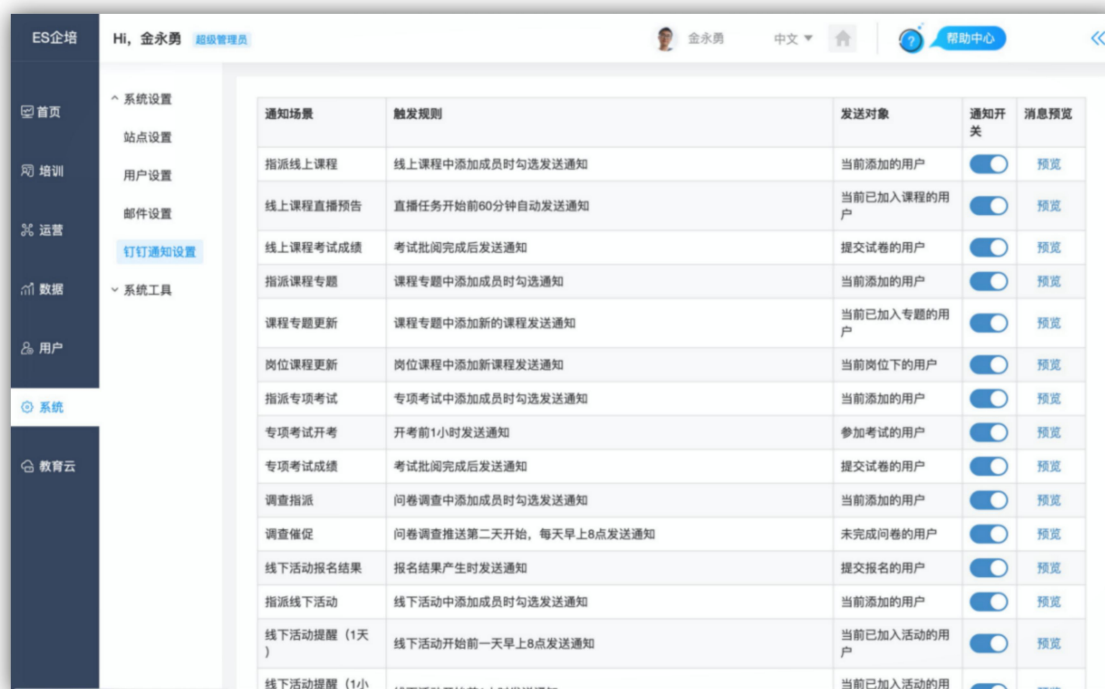 ES企培
Hi, 金永勇 超级管理员
金永勇
中文
帮助中心
首页
培训
运营
数据
用户
系统
教育云
系统设置
站点设置
用户设置
邮件设置
钉钉通知设置
系统工具
通知场景 触发规则 发送对象 通知开 消息预览
关
指派线上课程 线上课程中添加成员时勾选发送通知 当前添加的用户 预览
线上课程直播预告 直播任务开始前60分钟自动发送通知 当前已加入课程的用 预览
户
线上课程考试成绩 考试批阅完成后发送通知 提交试卷的用户 预览
指派课程专题 课程专题中添加成员时勾选通知 当前添加的用户 预览
课程专题更新 课程专题中添加新的课程发送通知 当前已加入专题的用 预览
户
岗位课程更新 岗位课程中添加新课程发送通知 当前岗位下的用户 预览
指派专项考试 专项考试中添加成员时勾选发送通知 当前添加的用户 预览
专项考试开考 开考前1小时发送通知 参加考试的用户 预览
专项考试成绩 考试批阅完成后发送通知 提交试卷的用户 预览
调查指派 问卷调查中添加成员时勾选发送通知 当前添加的用户 预览
调查催促 问卷调查推送第二天开始，每天早上8点发送通知 未完成问卷的用户 预览
线下活动报名结果 报名结果产生时发送通知 提交报名的用户 预览
指派线下活动 线下活动中添加成员时勾选发送通知 当前添加的用户 预览
线下活动提醒（1天 线下活动开始前一天早上8点发送通知 当前已加入活动的用 预览
） 户
线下活动提醒（1小 当前已加入活动的用